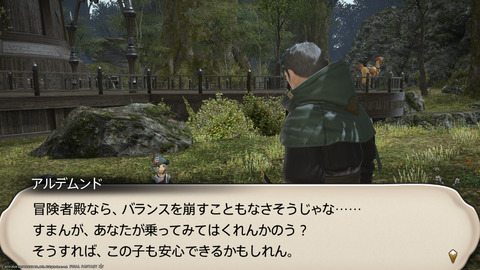 アルデムンド
冒険者殿なら、バランスを崩すこともなさそうじゃな……
すまんが、あなたが乗ってみてはくれんかのう？
そうすれば、この子も安心できるかもしれん。